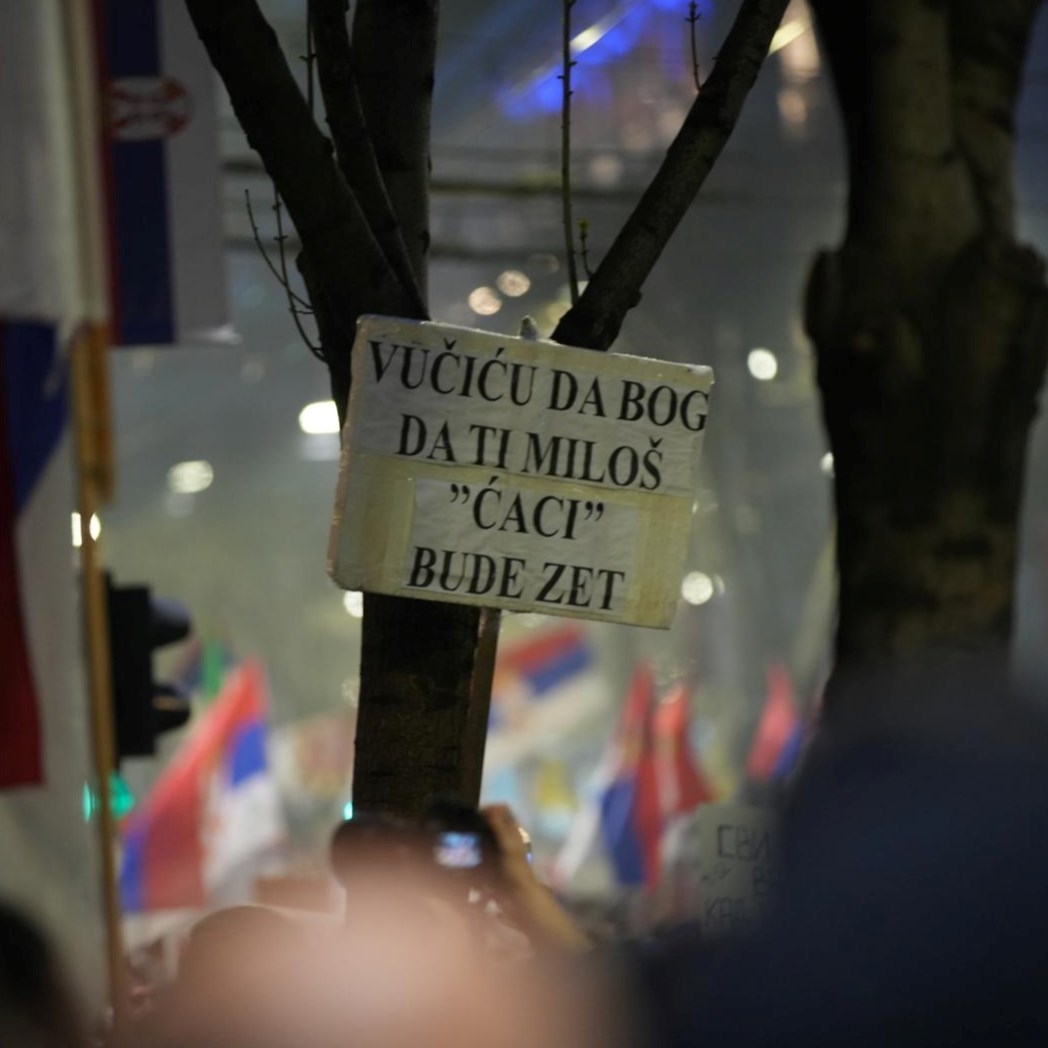 VUČIĆU DA BOG
DA TI MILOŠ
”ĆACI”
BUDE ZET